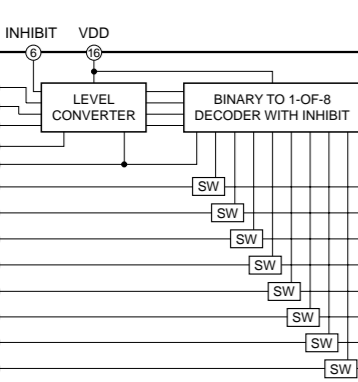 INHIBIT VDD
6 16
LEVEL CONVERTER
BINARY TO 1-OF-8
DECODER WITH INHIBIT
SW
SW
SW
SW
SW
SW
SW
SW